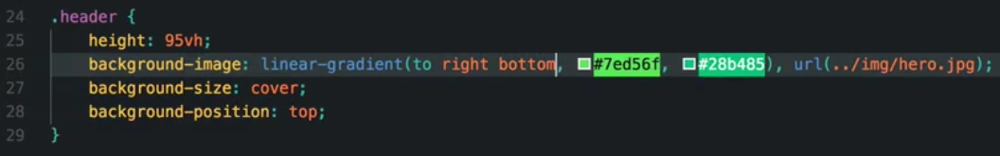 24 .header {
25 height: 95vh;
26 background-image: linear-gradient(to right bottom, #7ed56f, #28b485), url(../img/hero.jpg);
27 background-size: cover;
28 background-position: top;
29 }